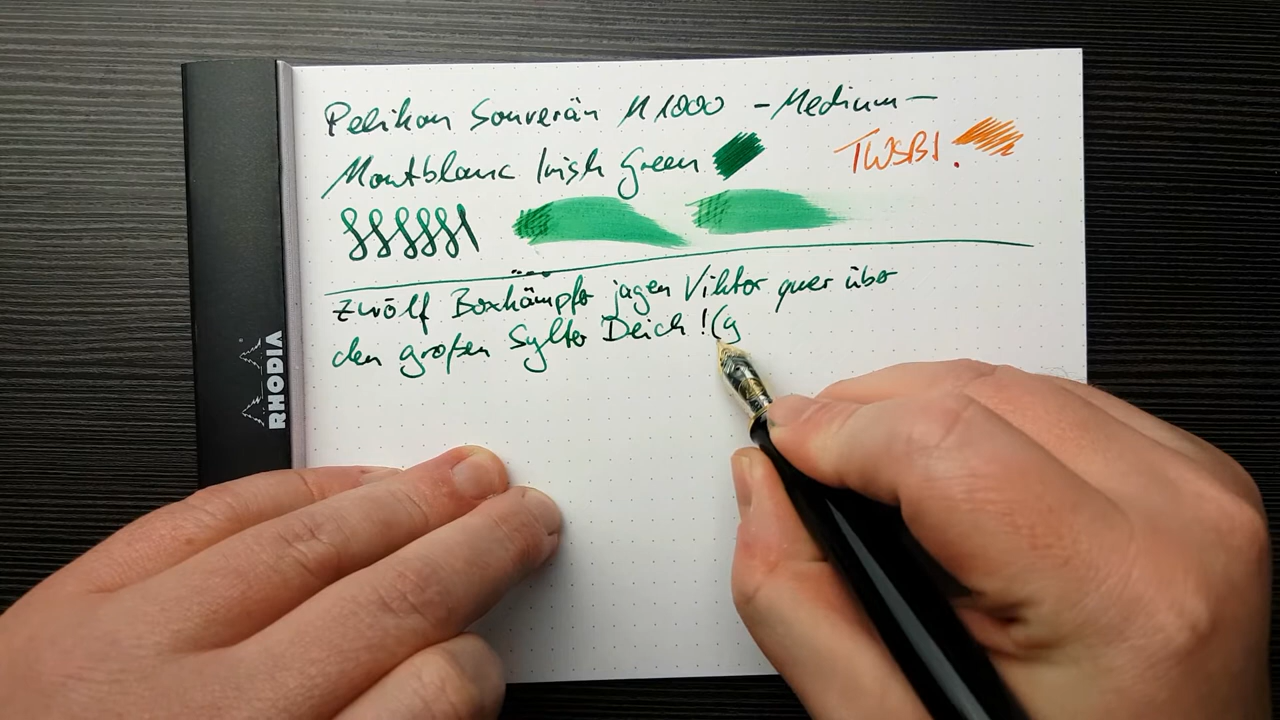 Pelikan Souverän M1000 -Medium-
TWSBI.
Montblanc Irish Green
Zwölf Boxkämpfer jagen Viktor quer über
den großen Sylter Deich! (g
RHODIA